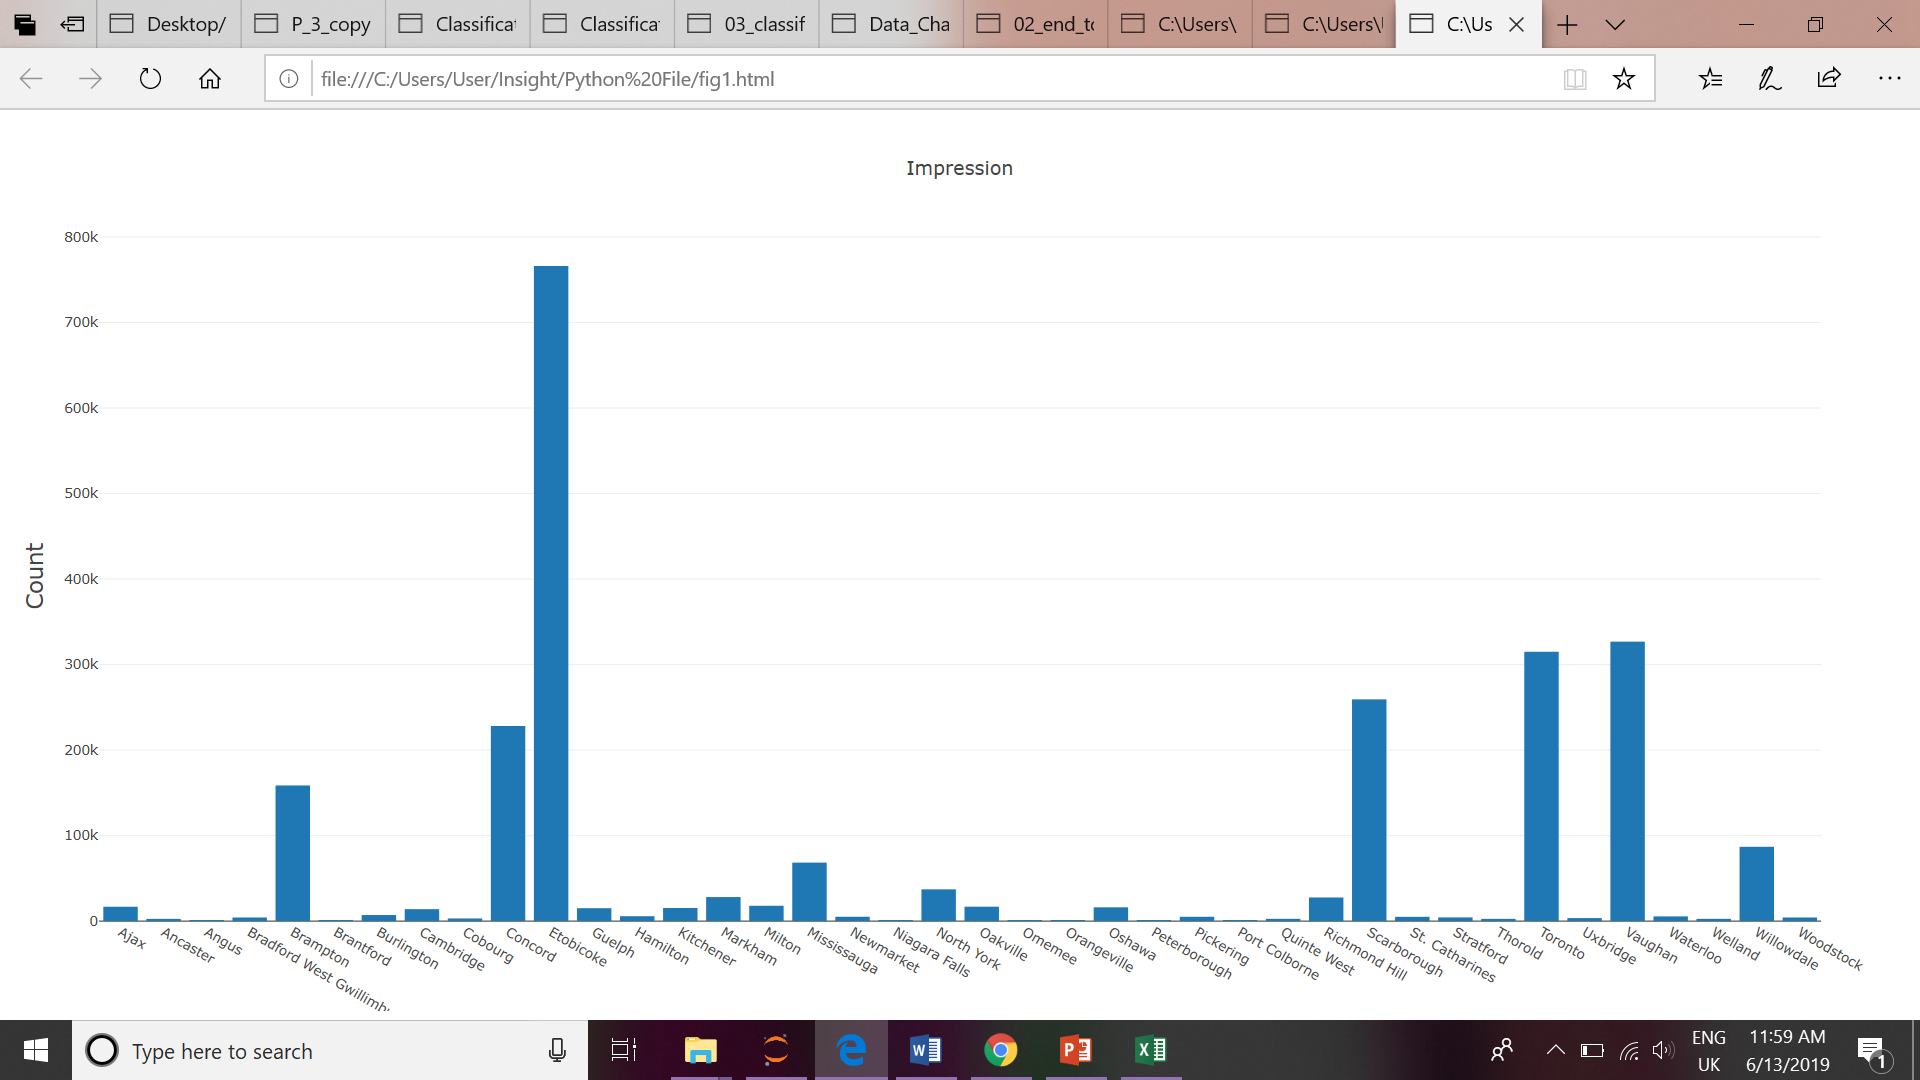 Desktop/
P_3_copy
Classificat
Classificat
03_classif
Data_Cha
02_end_to
C:\Users\
C:\Users\U
C:\Us
file:///C:/Users/User/Insight/Python%20File/fig1.html
Impression
800k
700k
600k
500k
400k
300k
200k
100k
0
Count
Ajax
Ancaster
Angus
Bradford West Gwillimb
Brampton
Brantford
Burlington
Cambridge
Cobourg
Concord
Etobicoke
Guelph
Hamilton
Kitchener
Markham
Milton
Mississauga
Newmarket
Niagara Falls
North York
Oakville
Omemee
Orangeville
Oshawa
Peterborough
Pickering
Port Colborne
Quinte West
Richmond Hill
Scarborough
St. Catharines
Stratford
Thorold
Toronto
Uxbridge
Vaughan
Waterloo
Welland
Willowdale
Woodstock
Type here to search
ENG
UK
11:59 AM
6/13/2019
1